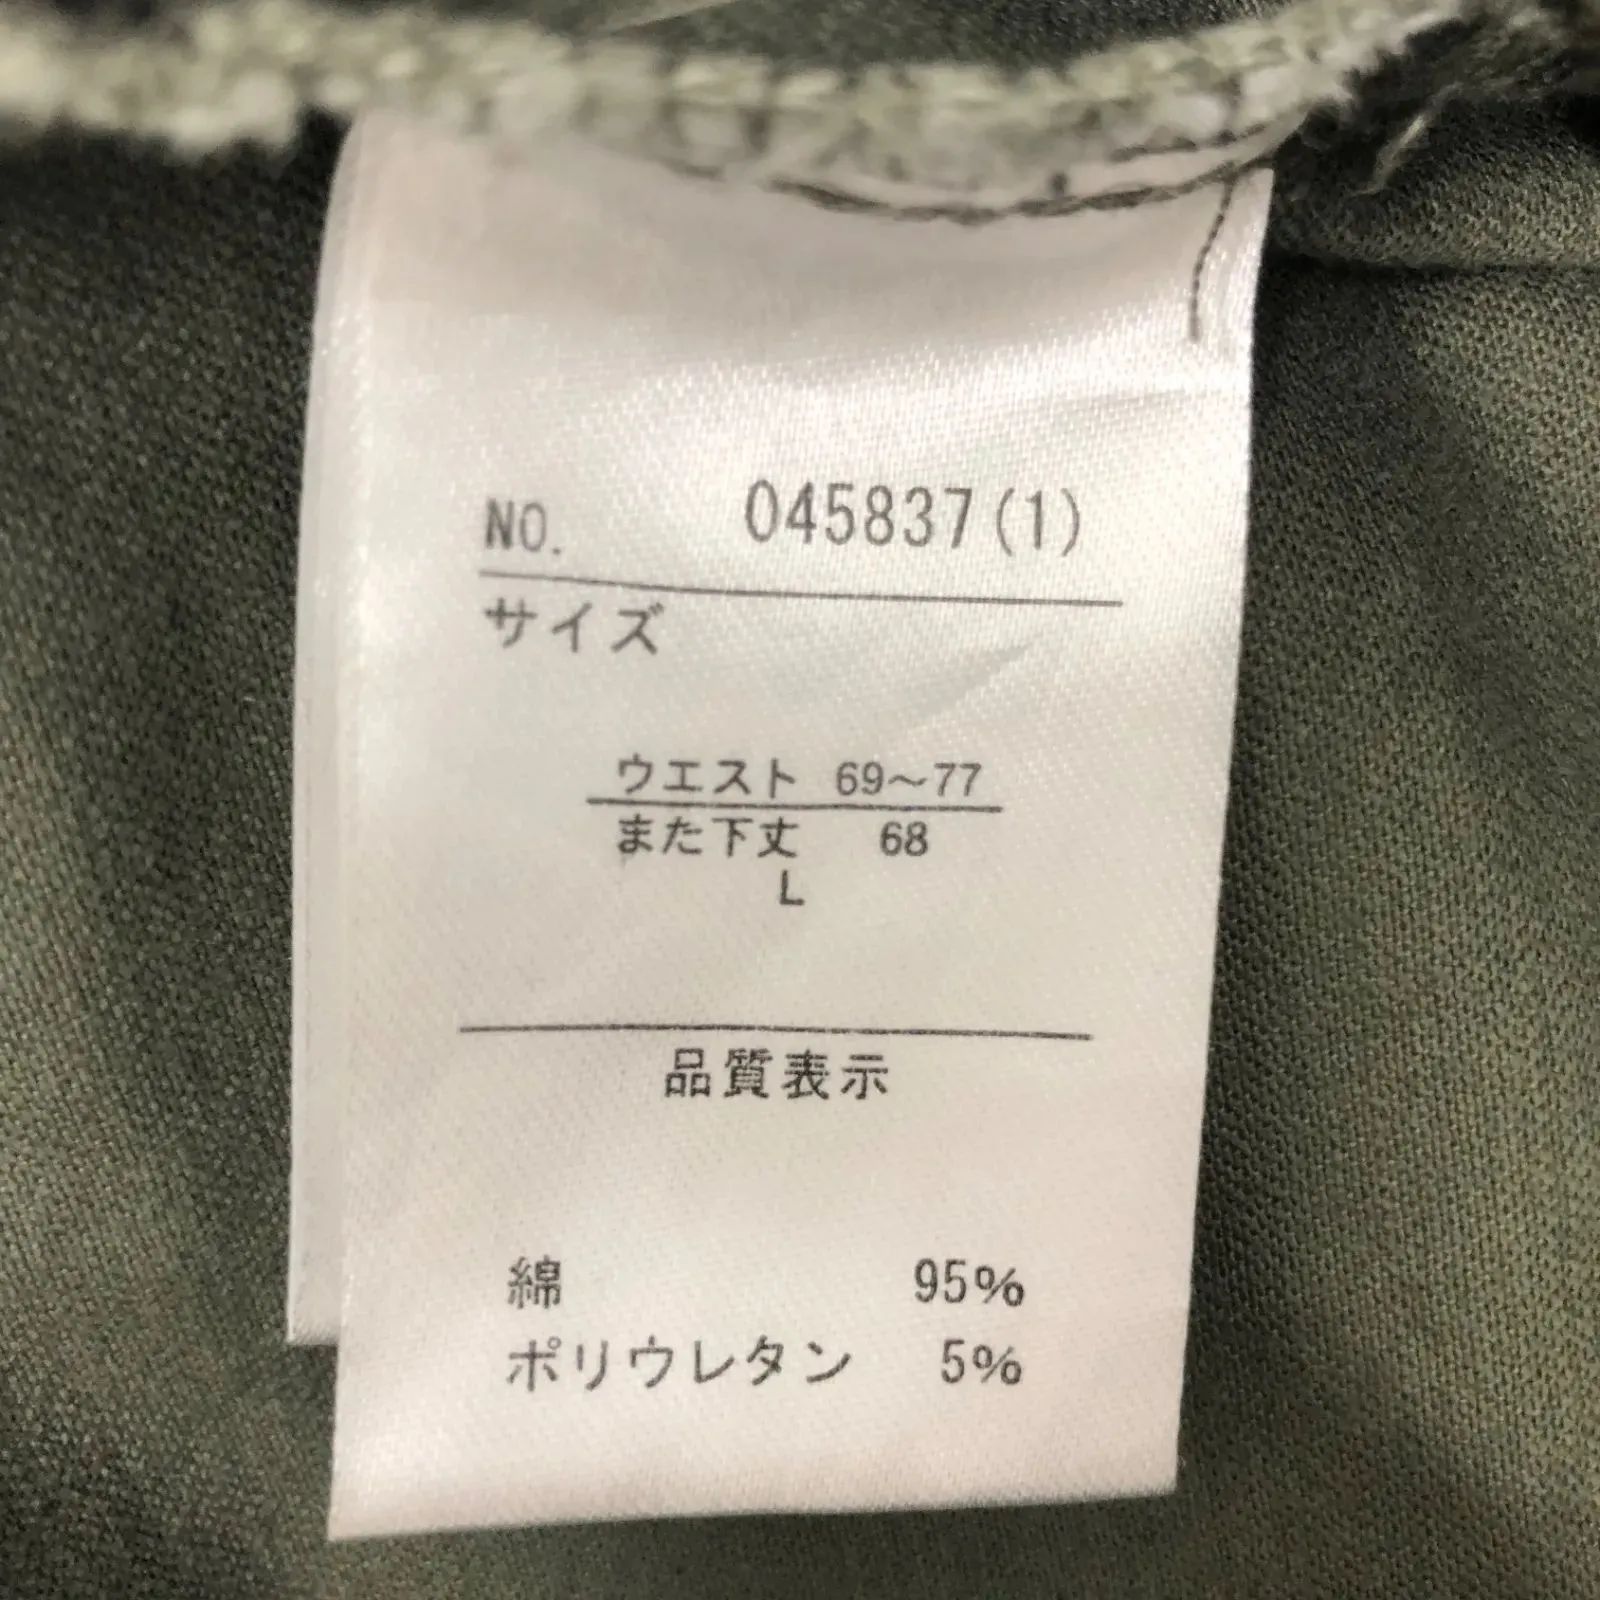 NO. 045837(1)
サイズ
ウエスト 69～77
また下丈 68
L
品質表示
綿 95%
ポリウレタン 5%